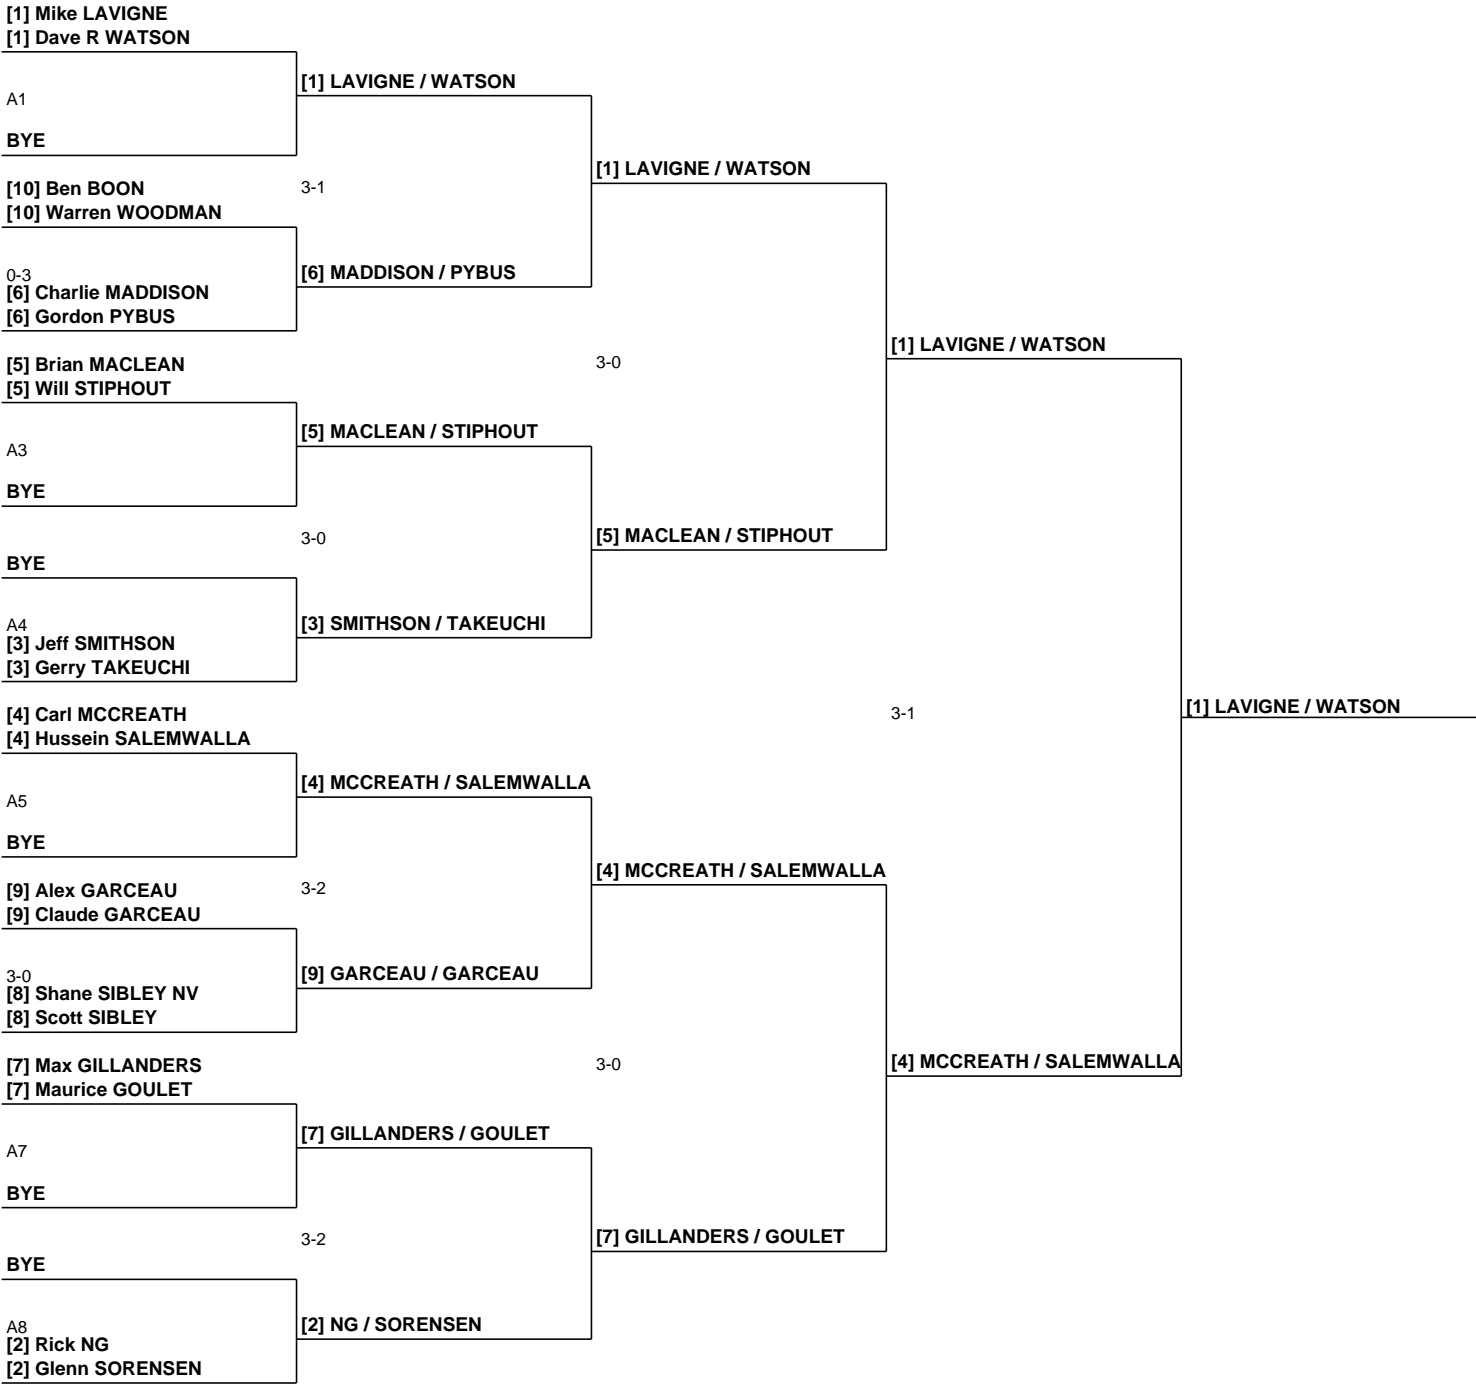 [1] Mike LAVIGNE
[1] Dave R WATSON
[1] LAVIGNE / WATSON
A1
BYE
[1] LAVIGNE / WATSON
[10] Ben BOON
3-1
[10] Warren WOODMAN
[6] MADDISON / PYBUS
0-3
[6] Charlie MADDISON
[6] Gordon PYBUS
[1] LAVIGNE / WATSON
[5] Brian MACLEAN
3-0
[5] Will STIPHOUT
[5] MACLEAN / STIPHOUT
A3
BYE
3-0
[5] MACLEAN / STIPHOUT
BYE
A4
[3] SMITHSON / TAKEUCHI
[3] Jeff SMITHSON
[3] Gerry TAKEUCHI
[1] LAVIGNE / WATSON
[4] Carl MCCREATH
3-1
[4] Hussein SALEMWALLA
[4] MCCREATH / SALEMWALLA
A5
BYE
[4] MCCREATH / SALEMWALLA
[9] Alex GARCEAU
3-2
[9] Claude GARCEAU
[9] GARCEAU / GARCEAU
3-0
[8] Shane SIBLEY NV
[8] Scott SIBLEY
[7] Max GILLANDERS
3-0
[4] MCCREATH / SALEMWALLA
[7] Maurice GOULET
[7] GILLANDERS / GOULET
A7
BYE
3-2
[7] GILLANDERS / GOULET
BYE
A8
[2] NG / SORENSEN
[2] Rick NG
[2] Glenn SORENSEN